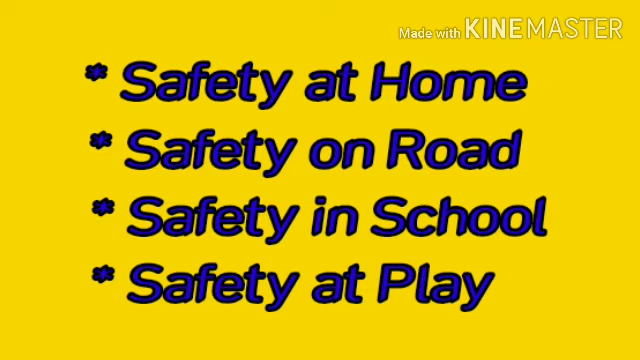 Made with KINEMASTER
* Safety at Home
* Safety on Road
* Safety in School
* Safety at Play